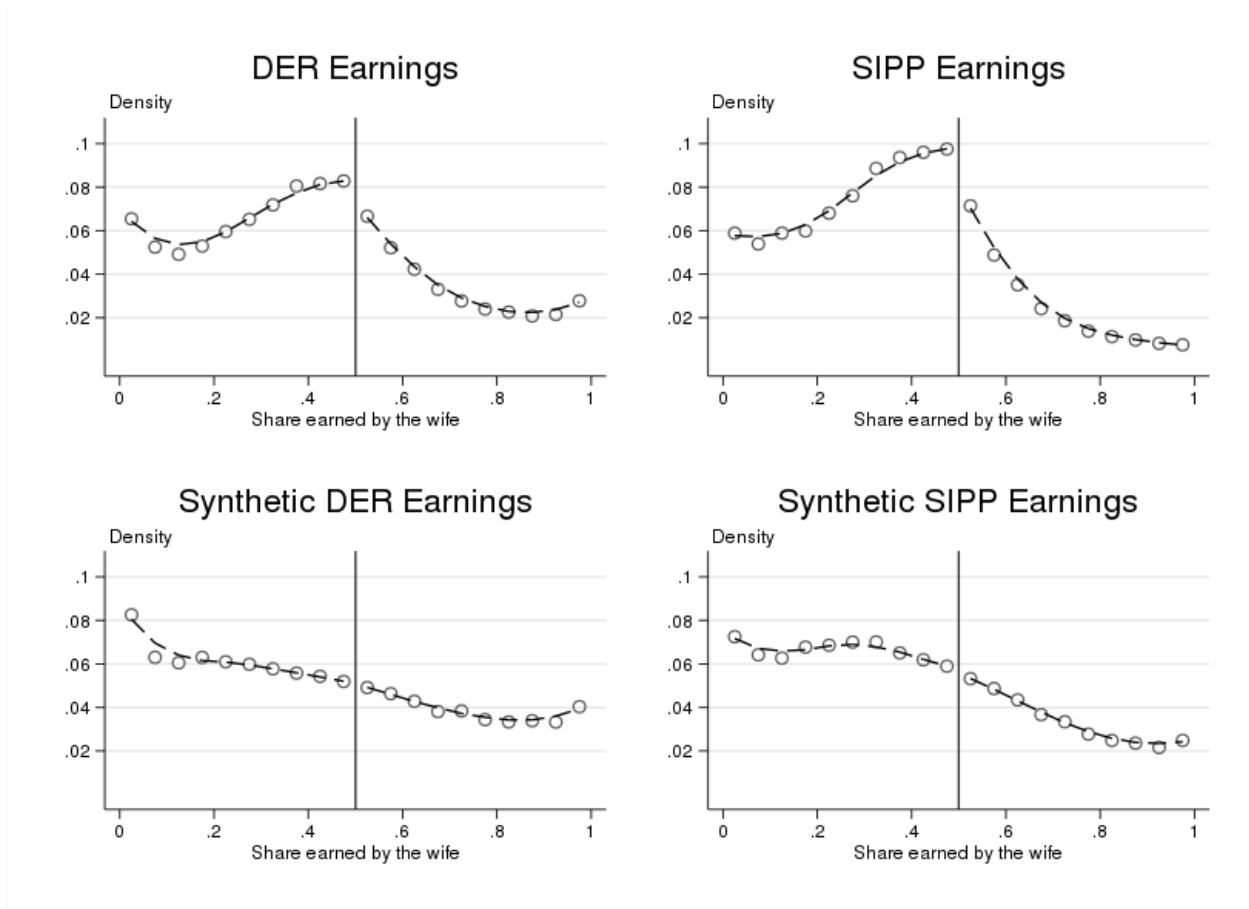 DER Earnings
Density
.1
.08
.06
.04
.02
0 .2 .4 .6 .8 1
Share earned by the wife
SIPP Earnings
Density
.1
.08
.06
.04
.02
0 .2 .4 .6 .8 1
Share earned by the wife
Synthetic DER Earnings
Density
.1
.08
.06
.04
.02
0 .2 .4 .6 .8 1
Share earned by the wife
Synthetic SIPP Earnings
Density
.1
.08
.06
.04
.02
0 .2 .4 .6 .8 1
Share earned by the wife